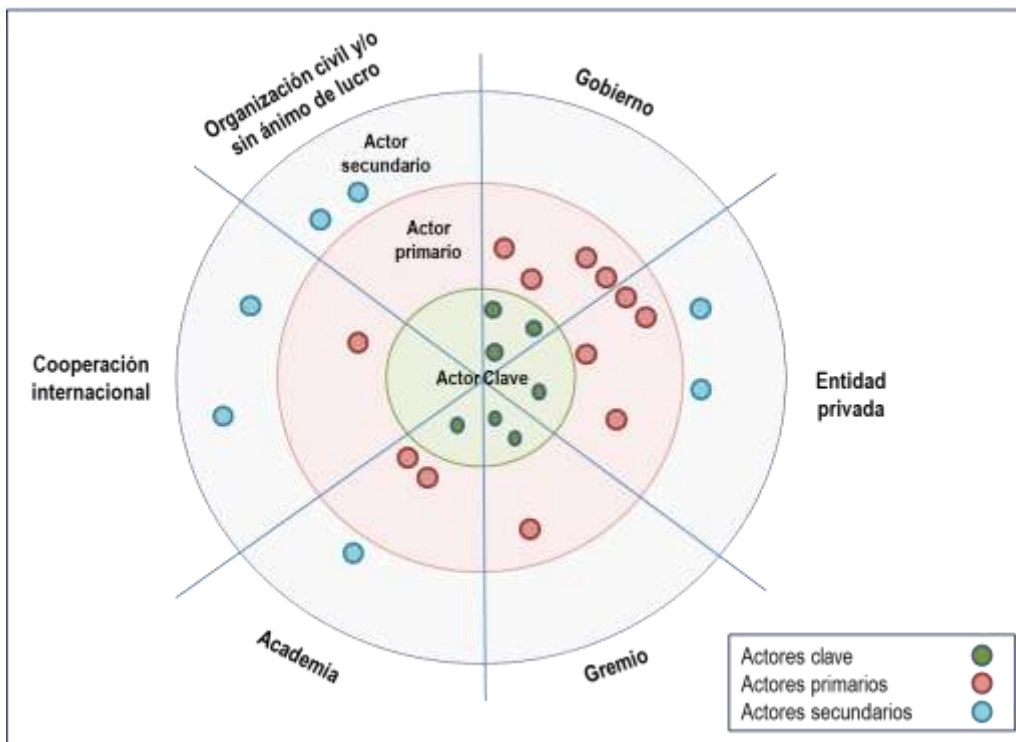 Organización civil y/o
sin ánimo de lucro
Gobierno
Actor
secundario
Actor
primario
Actor Clave
Cooperación
internacional
Entidad
privada
Academia
Gremio
Actores clave
Actores primarios
Actores secundarios